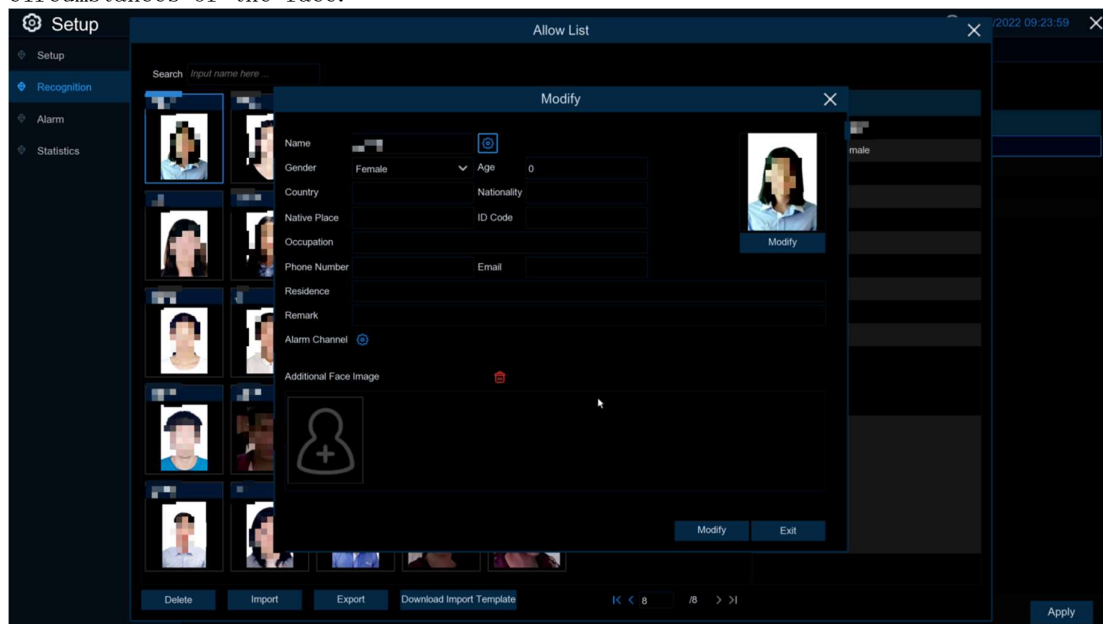 Setup
Allow List
/2022 09:23:59
Setup
Recognition
Alarm
Statistics
Search Input name here ...
Modify
Name
Gender Female Age 0
male
Country Nationality
Native Place ID Code
Occupation
Modify
Phone Number Email
Residence
Remark
Alarm Channel
Additional Face Image
Modify Exit
Delete Import Export Download Import Template 8 /8
Apply